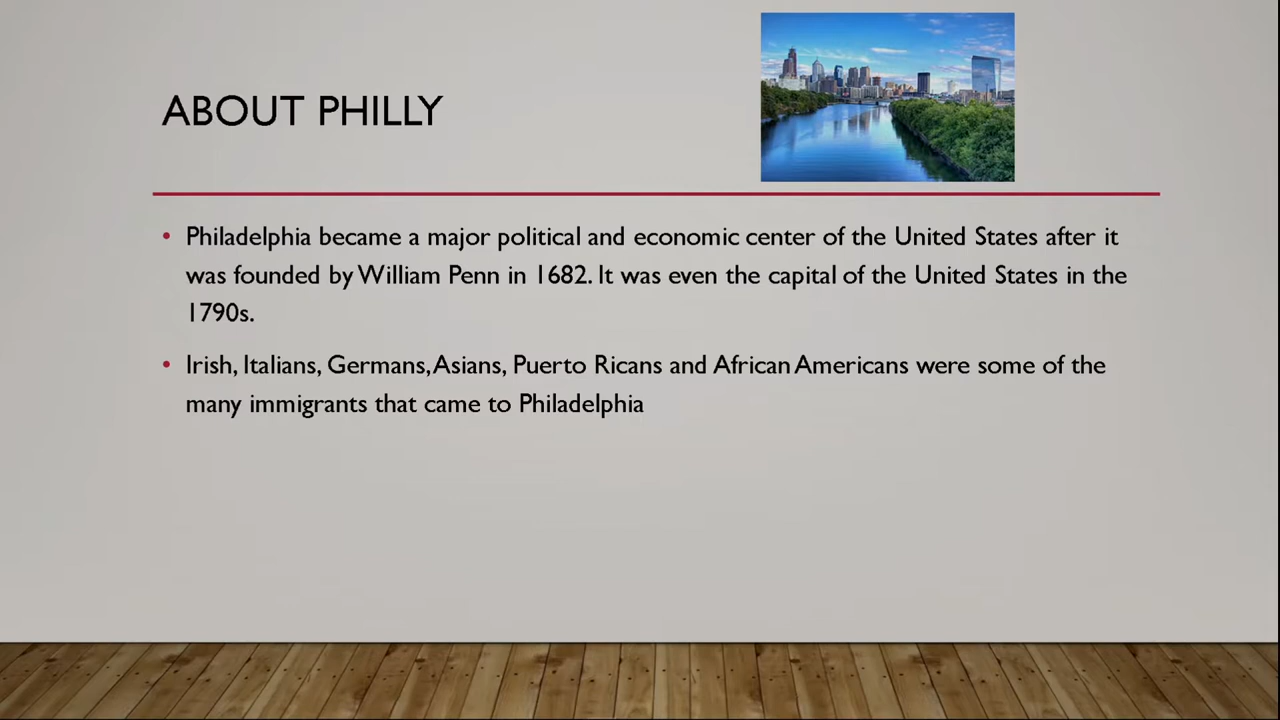 ABOUT PHILLY
Philadelphia became a major political and economic center of the United States after it
was founded by William Penn in 1682. It was even the capital of the United States in the
1790s.
Irish, Italians, Germans, Asians, Puerto Ricans and African Americans were some of the
many immigrants that came to Philadelphia